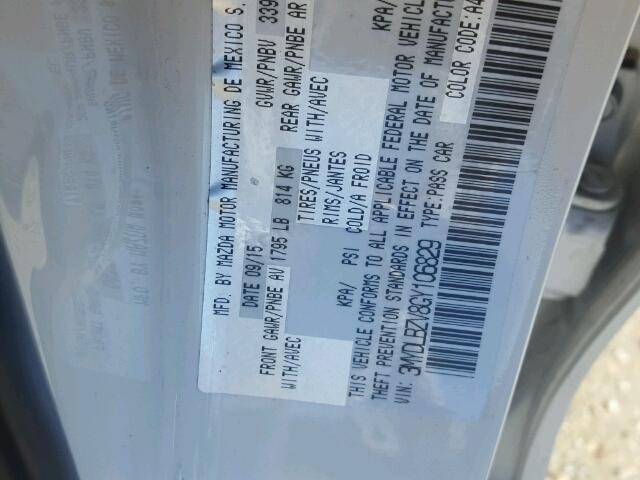 MFD. BY MAZDA MOTOR MANUFACTURING DE MEXICO S.
DATE 09/15 GVWR/PNBV 339
FRONT GAWR/PNBE AV 1795 LB 814 KG REAR GAWR/PNBE AR
WITH/AVEC TIRES/PNEUS WITH/AVEC
RIMS/JANTES
KPA/ PSI COLD/A FROID KPA/
THIS VEHICLE CONFORMS TO ALL APPLICABLE FEDERAL MOTOR VEHICL
THEFT PREVENTION STANDARDS IN EFFECT ON THE DATE OF MANUFACTUR
VIN: 3MYDLBZV8GY106829 TYPE:PASS CAR COLOR CODE:A4